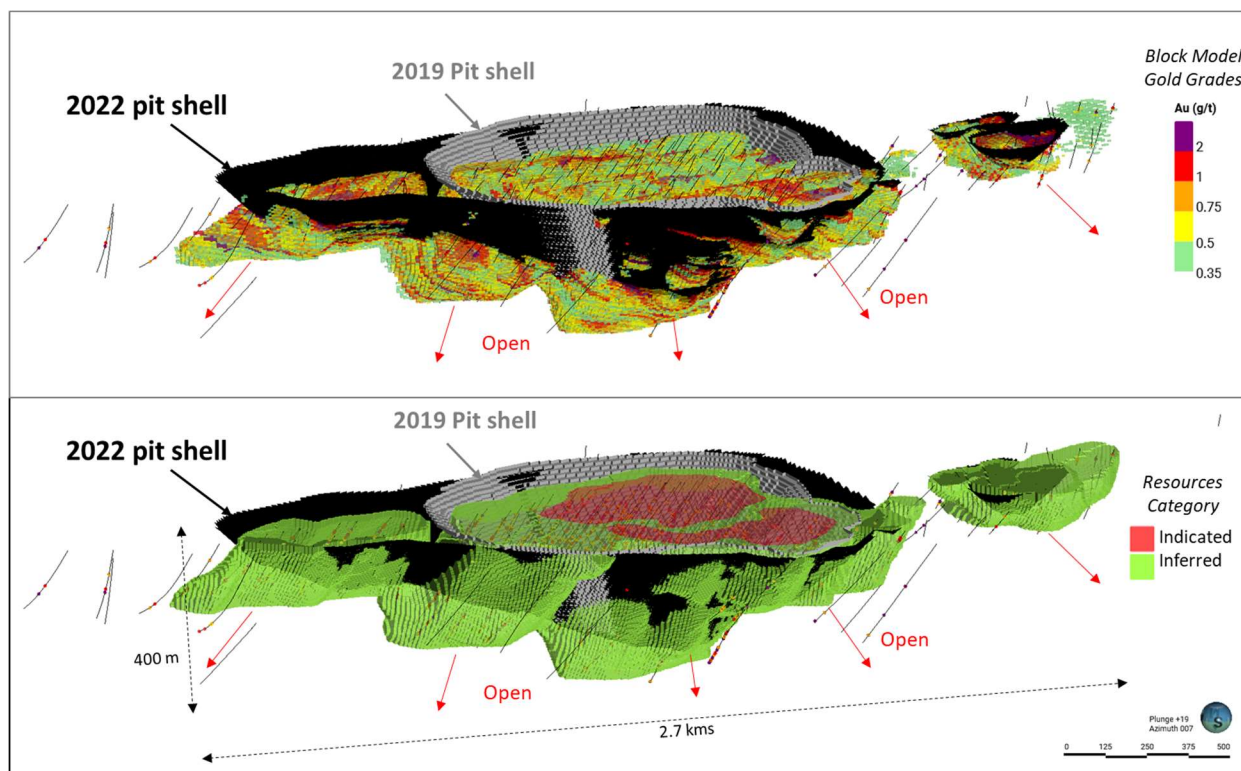 2019 Pit shell
2022 pit shell
Block Model
Gold Grades
Au (g/t)
2
1
0.75
0.5
0.35
Open
Open
2019 Pit shell
2022 pit shell
Resources
Category
Indicated
Inferred
400 m
Open
Open
2.7 kms
Plunge +19
Azimuth 007
0 125 250 375 500